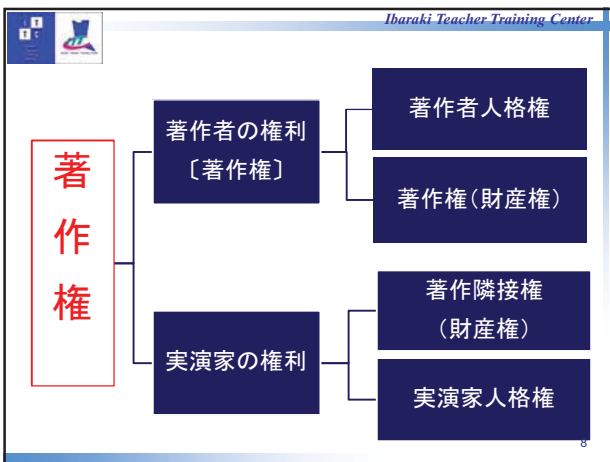 Ibaraki Teacher Training Center
著作権
著作者の権利
〔著作権〕
著作者人格権
著作権(財産権)
実演家の権利
著作隣接権
(財産権)
実演家人格権
8